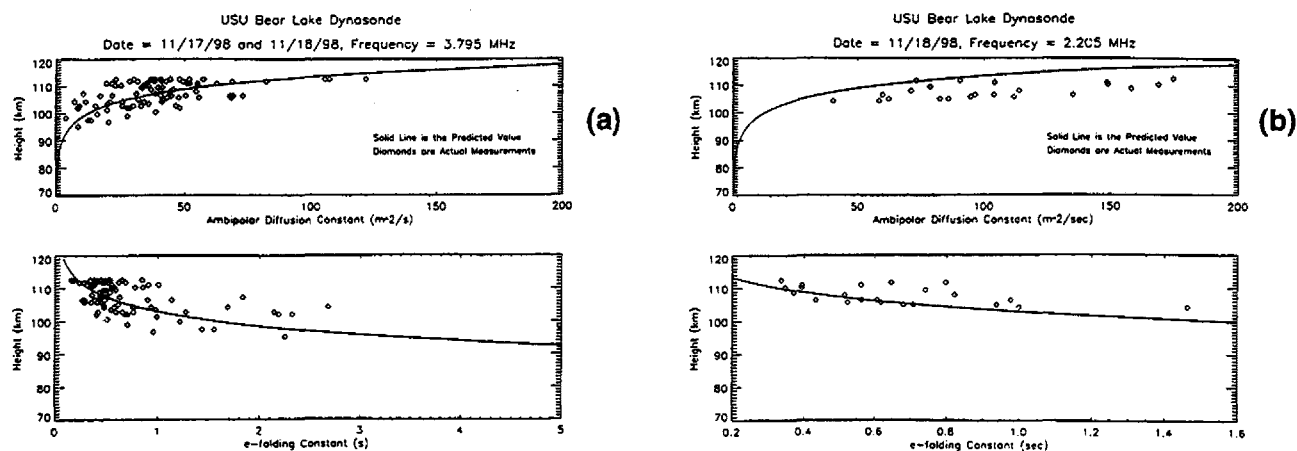 USU Bear Lake Dynasonde
Date = 11/17/98 and 11/18/98, Frequency = 3.795 MHz
120
110
100
90
80
70
Height (km)
Solid Line is the Predicted Value
Diamonds are Actual Measurements
0 50 100 150 200
Ambipolar Diffusion Constant (m^2/s)
(a)
120
110
100
90
80
70
Height (km)
0 1 2 3 4 5
e-folding Constant (s)
USU Bear Lake Dynasonde
Date = 11/18/98, Frequency = 2.205 MHz
120
110
100
90
80
70
Height (km)
Solid Line is the Predicted Value
Diamonds are Actual Measurements
0 50 100 150 200
Ambipolar Diffusion Constant (m^2/sec)
(b)
120
110
100
90
80
70
Height (km)
0.2 0.4 0.6 0.8 1.0 1.2 1.4 1.6
e-folding Constant (sec)